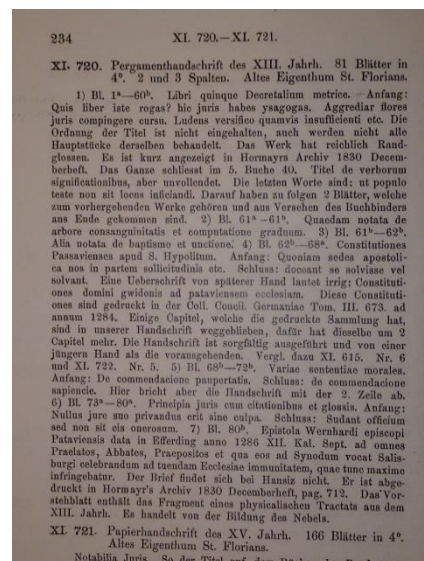 234 XI. 720.—XI. 721.
XI. 720. Pergamenthandschrift des XIII. Jahrh. 81 Blätter in
4⁰. 2 und 3 Spalten. Altes Eigenthum St. Florians.
1) Bl. 1ᵃ—60ᵇ. Libri quinque Decretalium metrice. Anfang:
Quis liber iste rogas? hic juris habes ysagogas. Aggrediar flores
juris compingere cursu. Ludens versifico quamvis insufficienti etc. Die
Ordnung der Titel ist nicht eingehalten, auch werden nicht alle
Hauptstücke derselben behandelt. Das Werk hat reichlich Rand-
glossen. Es ist kurz angezeigt in Hormayrs Archiv 1830 Decem-
berheft. Das Ganze schliesst im 5. Buche 40. Titel de verborum
significationibus, aber unvollendet. Die letzten Worte sind: ut populo
teste non sit locus inficiandi. Darauf haben zu folgen 2 Blätter, welche
zum vorhergehenden Werke gehören und aus Versehen des Buchbinders
ans Ende gekommen sind. 2) Bl. 61ᵃ—61ᵇ. Quaedam notata de
arbore consanguinitatis et computatione graduum. 3) Bl. 61ᵇ—62ᵇ.
Alia notata de baptismo et unctione. 4) Bl. 62ᵇ—68ᵃ. Constitutiones
Passavienses apud S. Hypolitum. Anfang: Quoniam sedes apostoli-
ca nos in partem sollicitudinis etc. Schluss: doceant se solvisse vel
solvant. Eine Ueberschrift von späterer Hand lautet irrig: Constituti-
ones domini gwidonis ad pataviensem ecclesiam. Diese Constituti-
ones sind gedruckt in der Coll. Concil. Germaniae Tom. III. 673. ad
annum 1284. Einige Capitel, welche die gedruckte Sammlung hat,
sind in unserer Handschrift weggeblieben, dafür hat dieselbe um 2
Capitel mehr. Die Handschrift ist sorgfältig ausgeführt und von einer
jüngern Hand als die vorangehenden. Vergl. dazu XI. 615. Nr. 6
und XI. 722. Nr. 5. 5) Bl. 68ᵇ—72ᵇ. Variae sententiae morales.
Anfang: De commendacione paupertatis. Schluss: de commendacione
sapiencie. Hier bricht aber die Handschrift mit der 2. Zeile ab.
6) Bl. 73ᵃ—80ᵃ. Principia juris cum citationibus et glossis. Anfang:
Nullus jure suo privandus erit sine culpa. Schluss: Sudant officium
sed non sit eis onerosum. 7) Bl. 80ᵇ. Epistola Wernhardi episcopi
Pataviensis data in Efferding anno 1286 XII. Kal. Sept. ad omnes
Praelatos, Abbates, Praepositos et qua eos ad Synodum vocat Salis-
burgi celebrandum ad tuendam Ecclesiae immunitatem, quae tunc maxime
infringebatur. Der Brief findet sich bei Hansiz nicht. Er ist abge-
druckt in Hormayr's Archiv 1830 Decemberheft, pag. 712. Das Vor-
stehblatt enthält das Fragment eines physicalischen Tractats aus dem
XIII. Jahrh. Es handelt von der Bildung des Nebels.
XI. 721. Papierhandschrift des XV. Jahrh. 166 Blätter in 4⁰.
Altes Eigenthum St. Florians.
Notabilia Juris. So der Titel auf dem